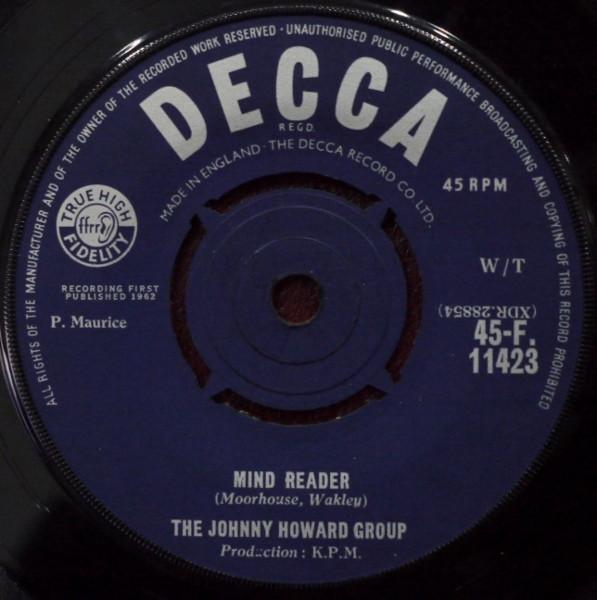 ALL RIGHTS OF THE MANUFACTURER AND OF THE OWNER OF THE RECORDED WORK RESERVED · UNAUTHORISED PUBLIC PERFORMANCE BROADCASTING AND COPYING OF THIS RECORD PROHIBITED
DECCA
REGD.
MADE IN ENGLAND · THE DECCA RECORD CO LTD.
45 RPM
TRUE HIGH
ffrr
FIDELITY
W/T
RECORDING FIRST
PUBLISHED 1962
(XDR.28854)
P. Maurice
45-F.
11423
MIND READER
(Moorhouse, Wakley)
THE JOHNNY HOWARD GROUP
Production : K.P.M.